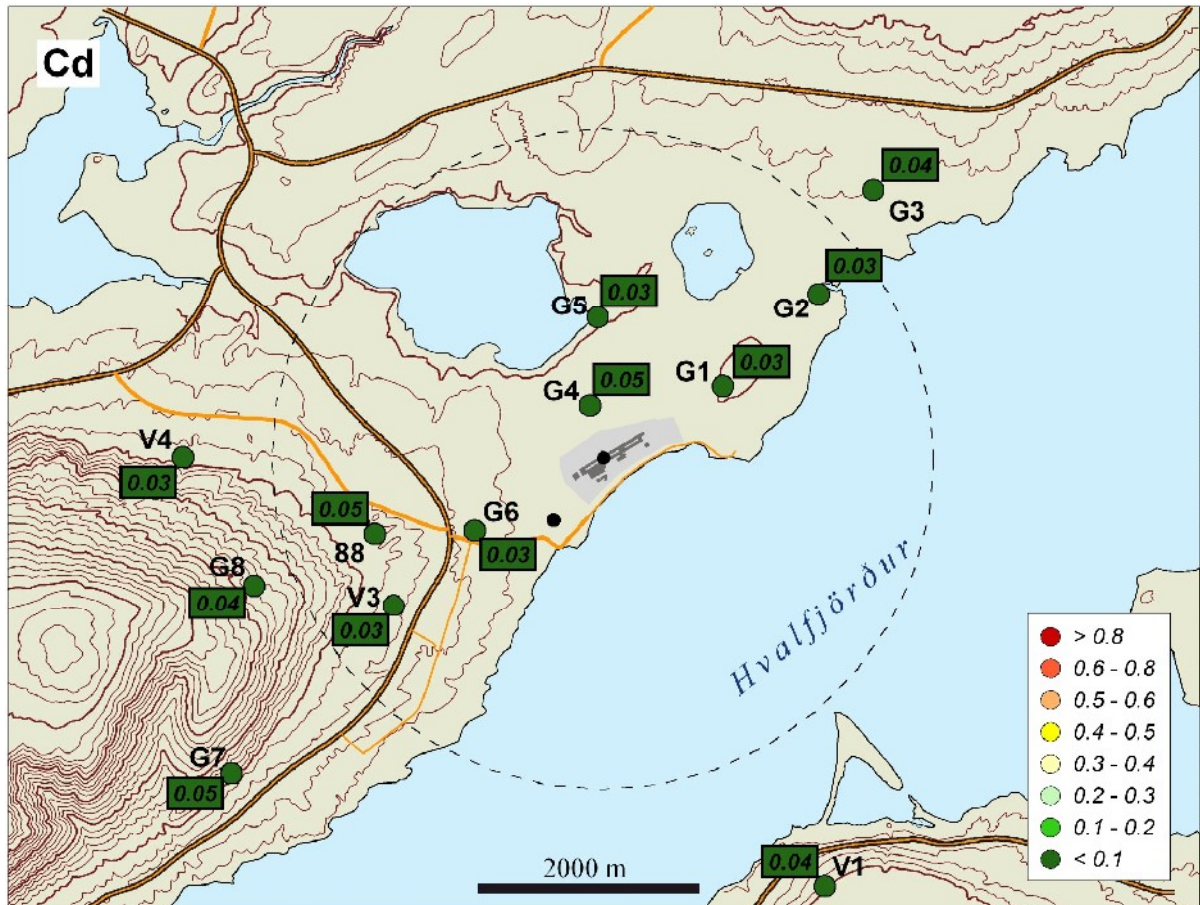 Cd
0.04
G3
0.03
G2
0.03
G5
0.03
G1
0.05
G4
V4
0.03
0.05
88
G6
0.03
G8
0.04
V3
0.03
Hvalfjörður
G7
0.05
2000 m
0.04
V1
> 0.8
0.6 - 0.8
0.5 - 0.6
0.4 - 0.5
0.3 - 0.4
0.2 - 0.3
0.1 - 0.2
< 0.1